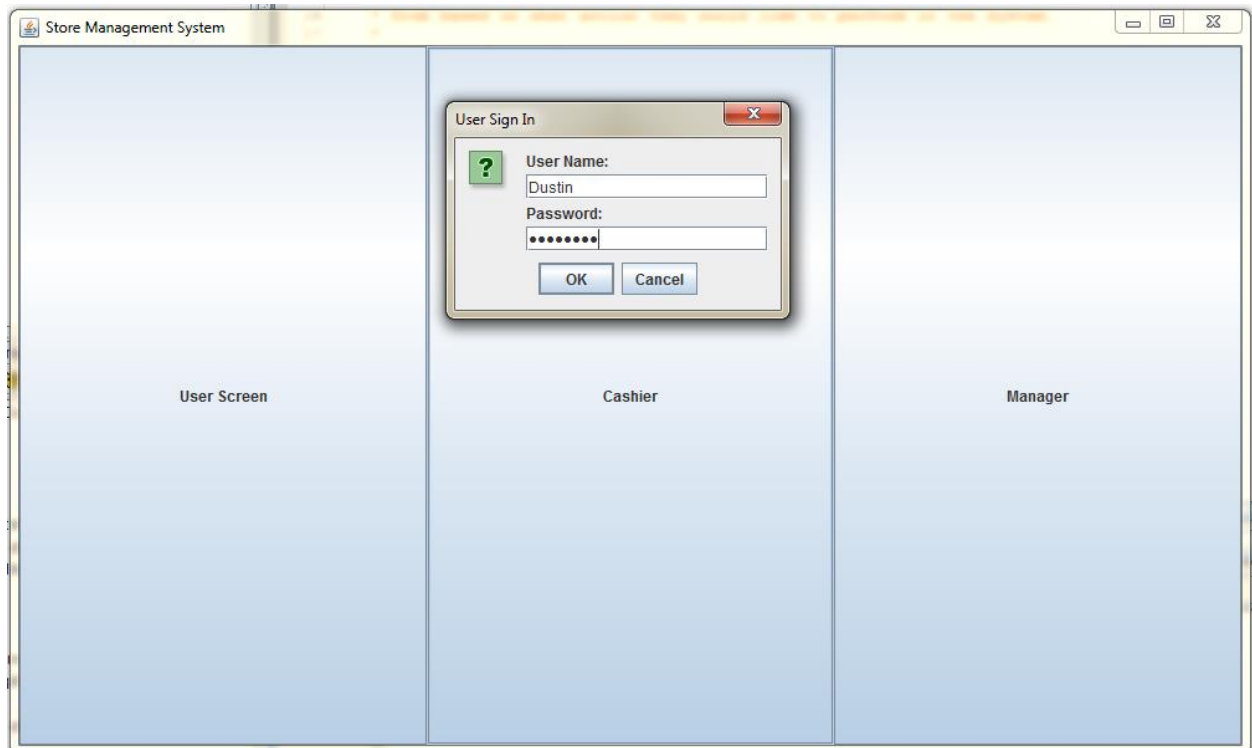 Store Management System
User Sign In
?
User Name:
Dustin
Password:
••••••••
OK Cancel
User Screen Cashier Manager